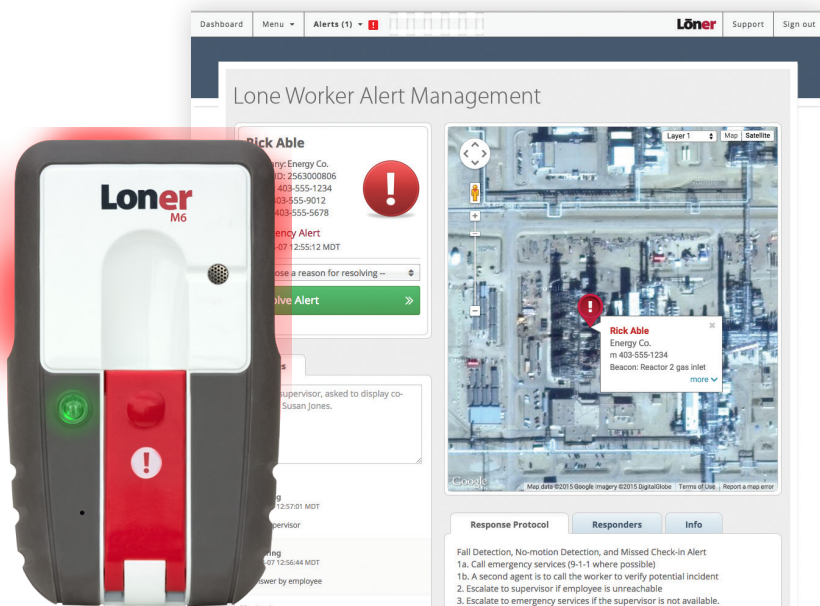 Dashboard
Menu
Alerts (1)
Lōner
Support
Sign out
Lone Worker Alert Management
Rick Able
Energy Co.
ID: 2563000806
403-555-1234
403-555-9012
403-555-5678
Alert
-07 12:55:12 MDT
ose a reason for resolving --
olve Alert
supervisor, asked to display co-
Susan Jones.
g
12:57:01 MDT
pervisor
ring
-07 12:56:44 MDT
nswer by employee
Loner
M6
!
Layer 1
Map
Satellite
Rick Able
Energy Co.
m 403-555-1234
Beacon: Reactor 2 gas inlet
more
Google
Map data ©2015 Google Imagery ©2015 DigitalGlobe
Terms of Use
Report a map error
Response Protocol
Responders
Info
Fall Detection, No-motion Detection, and Missed Check-in Alert
1a. Call emergency services (9-1-1 where possible)
1b. A second agent is to call the worker to verify potential incident
2. Escalate to supervisor if employee is unreachable
3. Escalate to emergency services if the supervisor is not available.